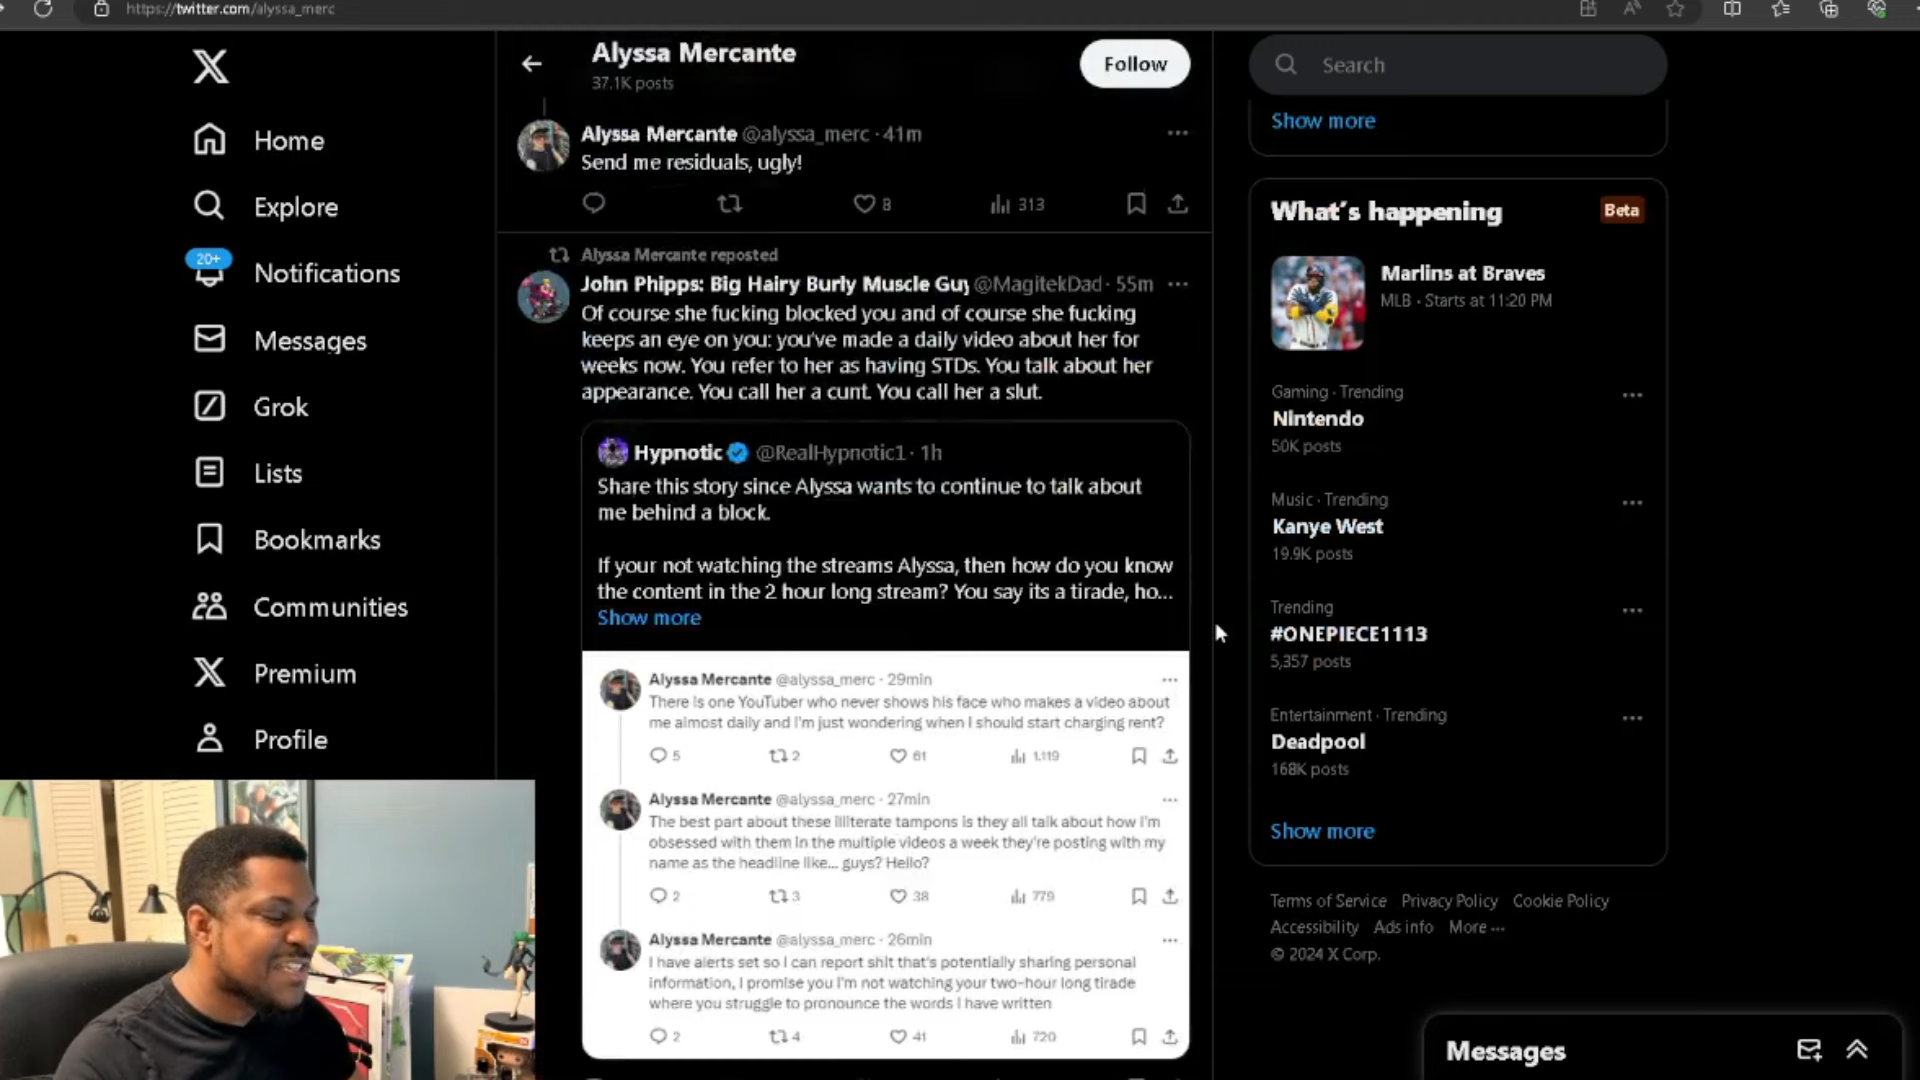 https://twitter.com/alyssa_merc
Home
Explore
20+
Notifications
Messages
Grok
Lists
Bookmarks
Communities
Premium
Profile
Alyssa Mercante
37.1K posts
Follow
Alyssa Mercante @alyssa_merc · 41m
Send me residuals, ugly!
8
313
Alyssa Mercante reposted
John Phipps: Big Hairy Burly Muscle Guy @MagitekDad · 55m
Of course she fucking blocked you and of course she fucking
keeps an eye on you: you've made a daily video about her for
weeks now. You refer to her as having STDs. You talk about her
appearance. You call her a cunt. You call her a slut.
Hypnotic @RealHypnotic1 · 1h
Share this story since Alyssa wants to continue to talk about
me behind a block.
If your not watching the streams Alyssa, then how do you know
the content in the 2 hour long stream? You say its a tirade, ho...
Show more
Alyssa Mercante @alyssa_merc · 29min
There is one YouTuber who never shows his face who makes a video about
me almost daily and I'm just wondering when I should start charging rent?
5 2 61 1.119
Alyssa Mercante @alyssa_merc · 27min
The best part about these illiterate tampons is they all talk about how I'm
obsessed with them in the multiple videos a week they're posting with my
name as the headline like... guys? Hello?
2 3 38 779
Alyssa Mercante @alyssa_merc · 26min
I have alerts set so I can report shit that's potentially sharing personal
information, I promise you I'm not watching your two-hour long tirade
where you struggle to pronounce the words I have written
2 4 41 720
Search
Show more
What's happening
Beta
Marlins at Braves
MLB · Starts at 11:20 PM
Gaming · Trending
Nintendo
50K posts
Music · Trending
Kanye West
19.9K posts
Trending
#ONEPIECE1113
5,357 posts
Entertainment · Trending
Deadpool
168K posts
Show more
Terms of Service Privacy Policy Cookie Policy
Accessibility Ads info More ···
© 2024 X Corp.
Messages